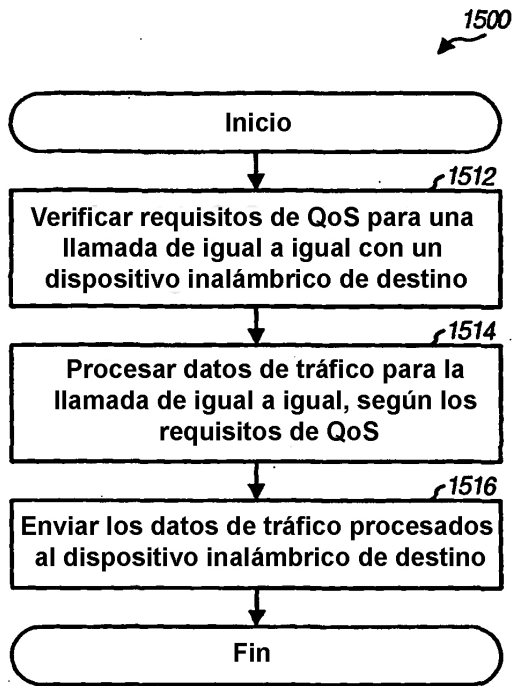 1500
Inicio
1512
Verificar requisitos de QoS para una
llamada de igual a igual con un
dispositivo inalámbrico de destino
1514
Procesar datos de tráfico para la
llamada de igual a igual, según los
requisitos de QoS
1516
Enviar los datos de tráfico procesados
al dispositivo inalámbrico de destino
Fin